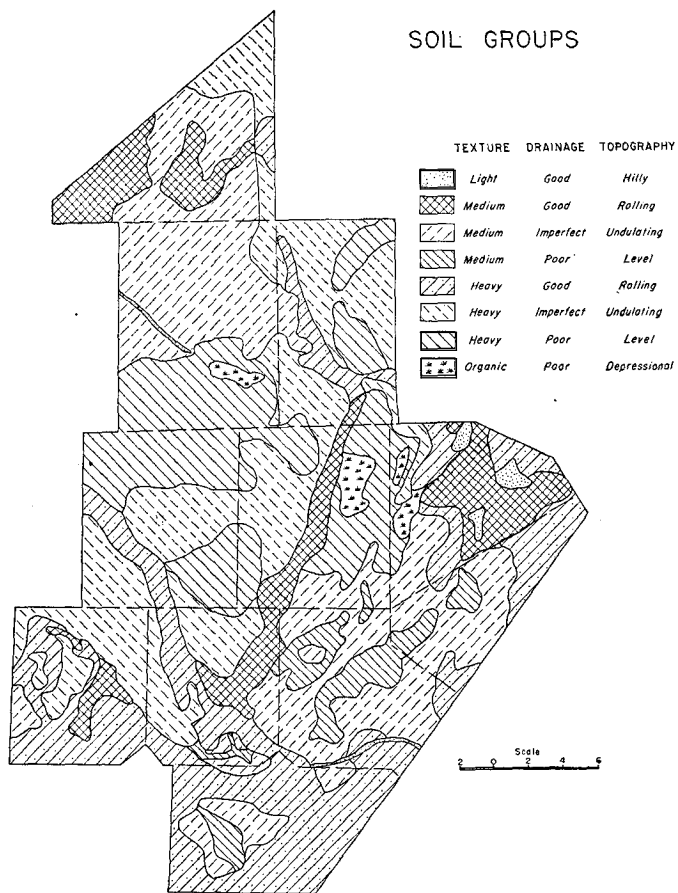 SOIL GROUPS
TEXTURE DRAINAGE TOPOGRAPHY
Light Good Hilly
Medium Good Rolling
Medium Imperfect Undulating
Medium Poor Level
Heavy Good Rolling
Heavy Imperfect Undulating
Heavy Poor Level
Organic Poor Depressional
Scale
2 0 2 4 6